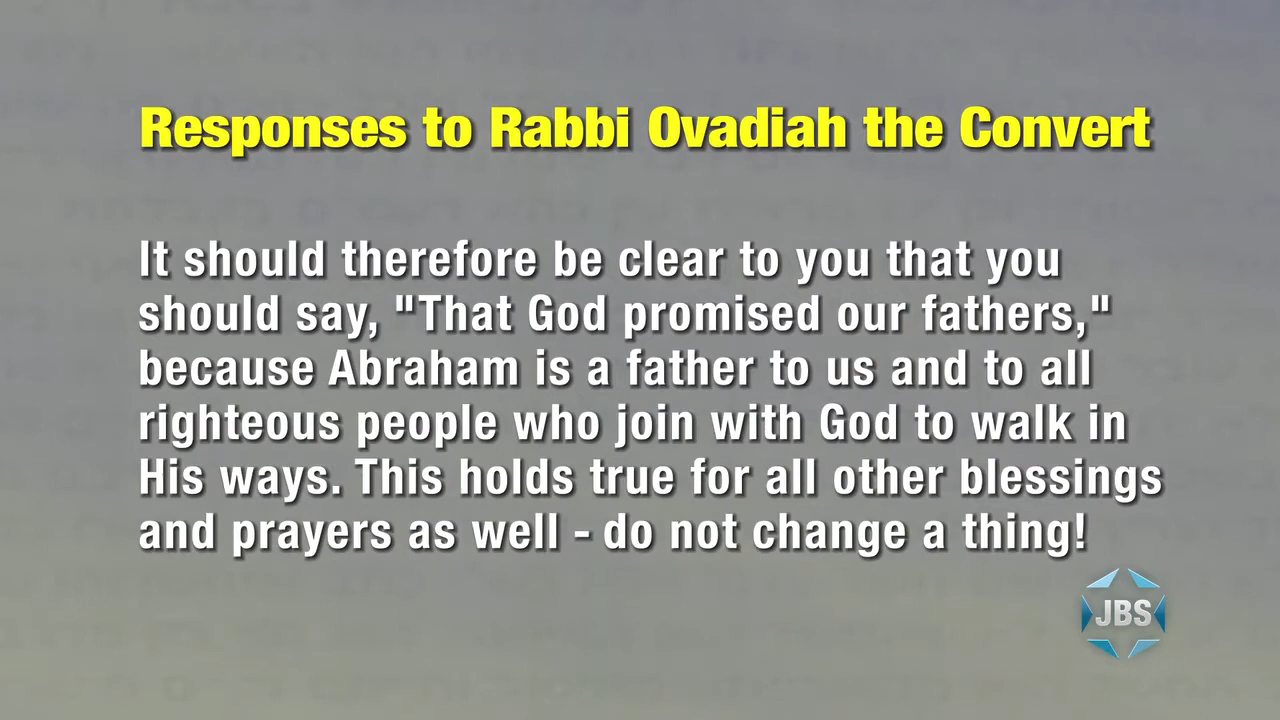 Responses to Rabbi Ovadiah the Convert
It should therefore be clear to you that you
should say, "That God promised our fathers,"
because Abraham is a father to us and to all
righteous people who join with God to walk in
His ways. This holds true for all other blessings
and prayers as well - do not change a thing!
JBS